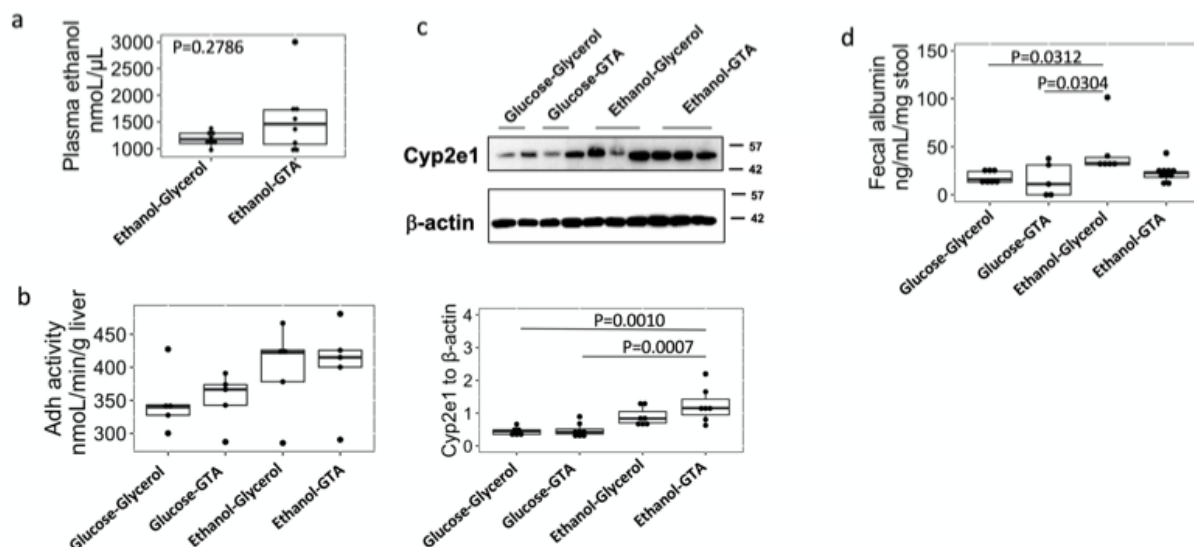 a
Plasma ethanol
nmoL/µL
P=0.2786
3000
2500
2000
1500
1000
Ethanol-Glycerol
Ethanol-GTA
c
Glucose-Glycerol
Glucose-GTA
Ethanol-Glycerol
Ethanol-GTA
Cyp2e1
57
42
β-actin
57
42
Cyp2e1 to β-actin
4
3
2
1
0
P=0.0010
P=0.0007
Glucose-Glycerol
Glucose-GTA
Ethanol-Glycerol
Ethanol-GTA
d
Fecal albumin
ng/mL/mg stool
150
100
50
0
P=0.0312
P=0.0304
Glucose-Glycerol
Glucose-GTA
Ethanol-Glycerol
Ethanol-GTA
b
Adh activity
nmoL/min/g liver
450
400
350
300
Glucose-Glycerol
Glucose-GTA
Ethanol-Glycerol
Ethanol-GTA